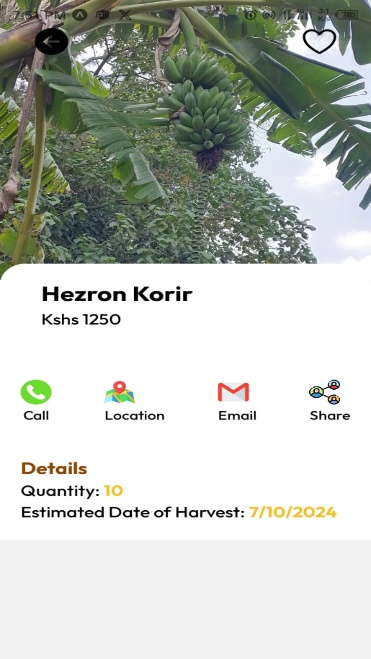 Hezron Korir
Kshs 1250
Call
Location
Email
Share
Details
Quantity: 10
Estimated Date of Harvest: 7/10/2024